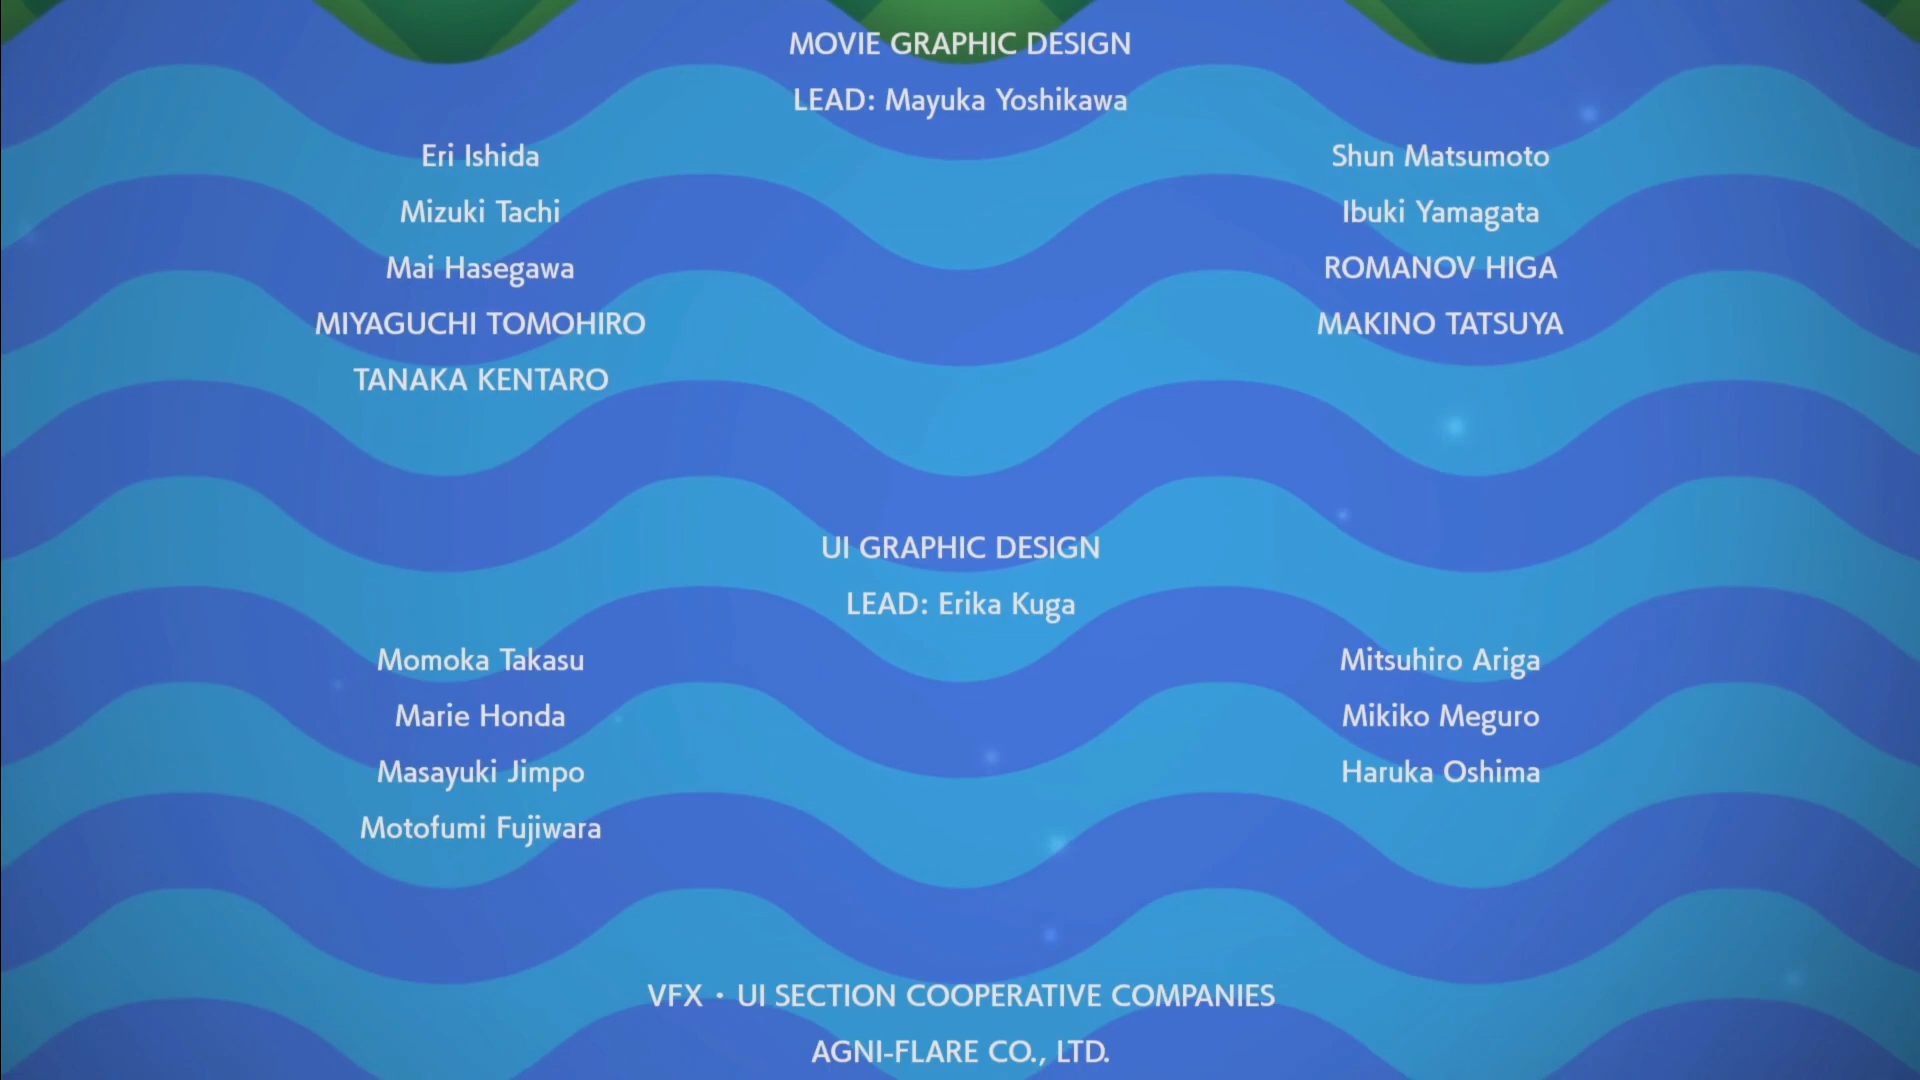 MOVIE GRAPHIC DESIGN
LEAD: Mayuka Yoshikawa
Eri Ishida
Shun Matsumoto
Mizuki Tachi
Ibuki Yamagata
Mai Hasegawa
ROMANOV HIGA
MIYAGUCHI TOMOHIRO
MAKINO TATSUYA
TANAKA KENTARO
UI GRAPHIC DESIGN
LEAD: Erika Kuga
Momoka Takasu
Mitsuhiro Ariga
Marie Honda
Mikiko Meguro
Masayuki Jimpo
Haruka Oshima
Motofumi Fujiwara
VFX・UI SECTION COOPERATIVE COMPANIES
AGNI-FLARE CO., LTD.